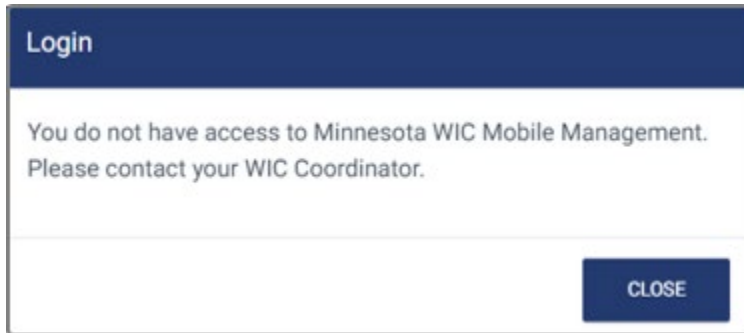 Login
You do not have access to Minnesota WIC Mobile Management.
Please contact your WIC Coordinator.
CLOSE